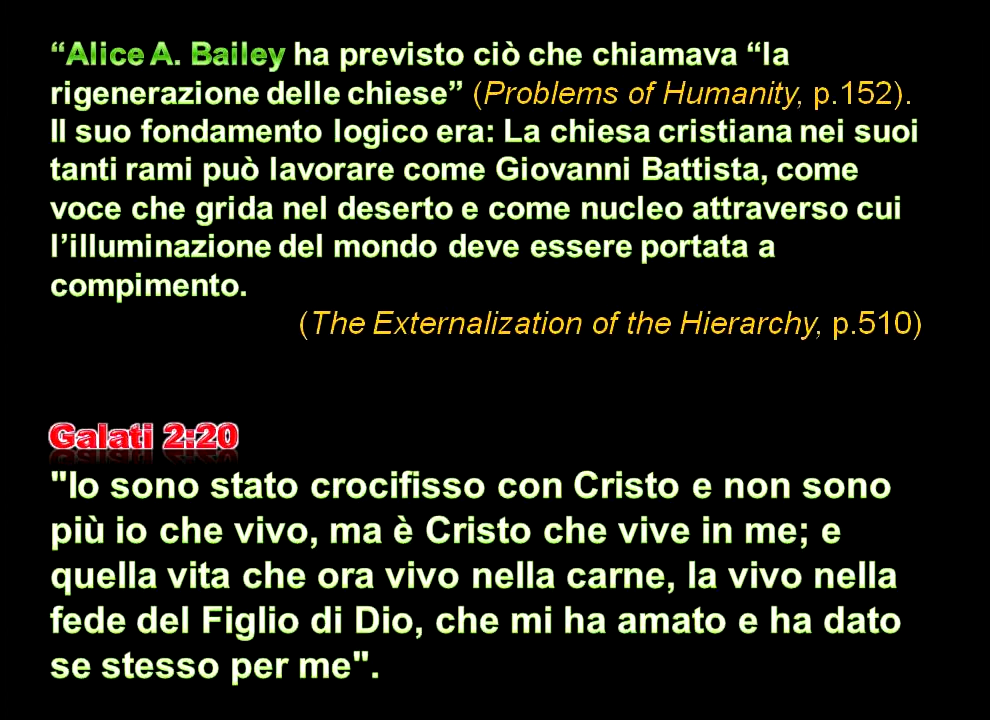 “Alice A. Bailey ha previsto ciò che chiamava “la
rigenerazione delle chiese” (Problems of Humanity, p.152).
Il suo fondamento logico era: La chiesa cristiana nei suoi
tanti rami può lavorare come Giovanni Battista, come
voce che grida nel deserto e come nucleo attraverso cui
l’illuminazione del mondo deve essere portata a
compimento.
(The Externalization of the Hierarchy, p.510)
Galati 2:20
"Io sono stato crocifisso con Cristo e non sono
più io che vivo, ma è Cristo che vive in me; e
quella vita che ora vivo nella carne, la vivo nella
fede del Figlio di Dio, che mi ha amato e ha dato
se stesso per me".